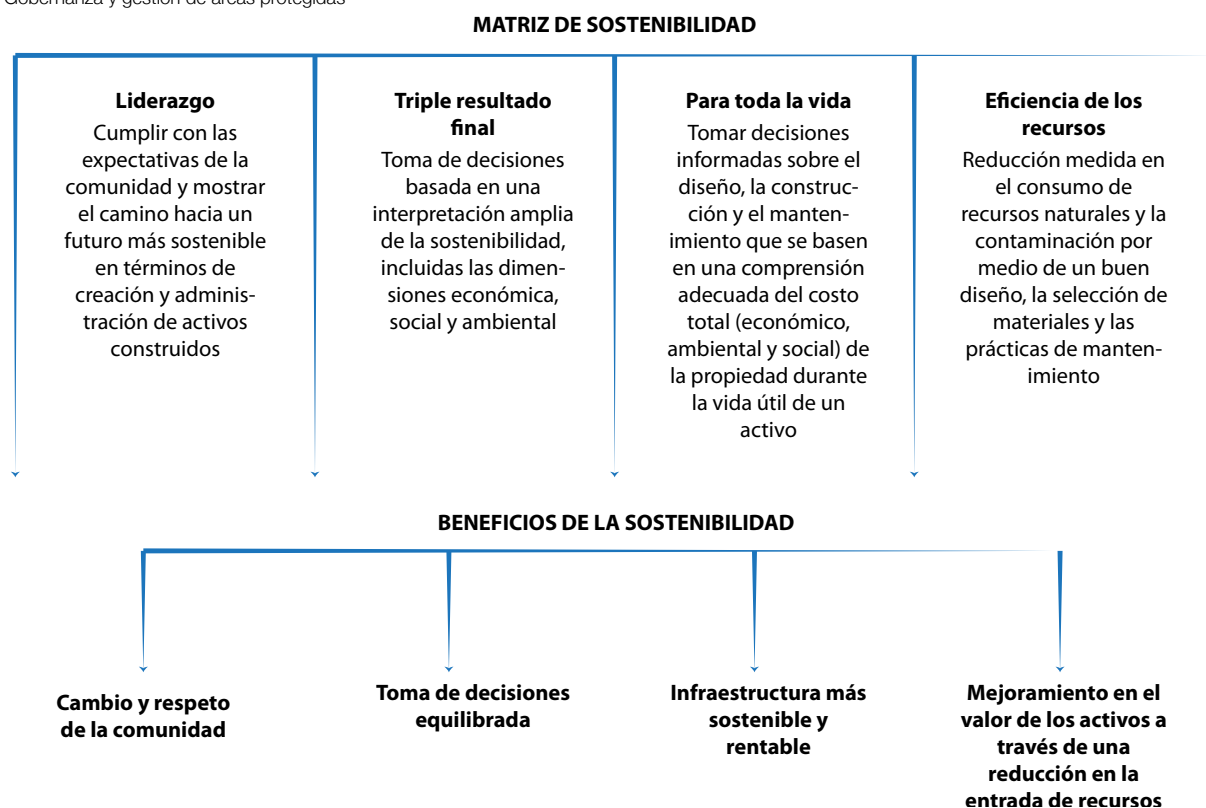 Gobernanza y gestión de áreas protegidas
MATRIZ DE SOSTENIBILIDAD
Liderazgo
Cumplir con las
expectativas de la
comunidad y mostrar
el camino hacia un
futuro más sostenible
en términos de
creación y adminis-
tración de activos
construidos
Triple resultado
final
Toma de decisiones
basada en una
interpretación amplia
de la sostenibilidad,
incluidas las dimen-
siones económica,
social y ambiental
Para toda la vida
Tomar decisiones
informadas sobre el
diseño, la construc-
ción y el manten-
imiento que se basen
en una comprensión
adecuada del costo
total (económico,
ambiental y social) de
la propiedad durante
la vida útil de un
activo
Eficiencia de los
recursos
Reducción medida en
el consumo de
recursos naturales y la
contaminación por
medio de un buen
diseño, la selección de
materiales y las
prácticas de manten-
imiento
BENEFICIOS DE LA SOSTENIBILIDAD
Cambio y respeto
de la comunidad
Toma de decisiones
equilibrada
Infraestructura más
sostenible y
rentable
Mejoramiento en el
valor de los activos a
través de una
reducción en la
entrada de recursos